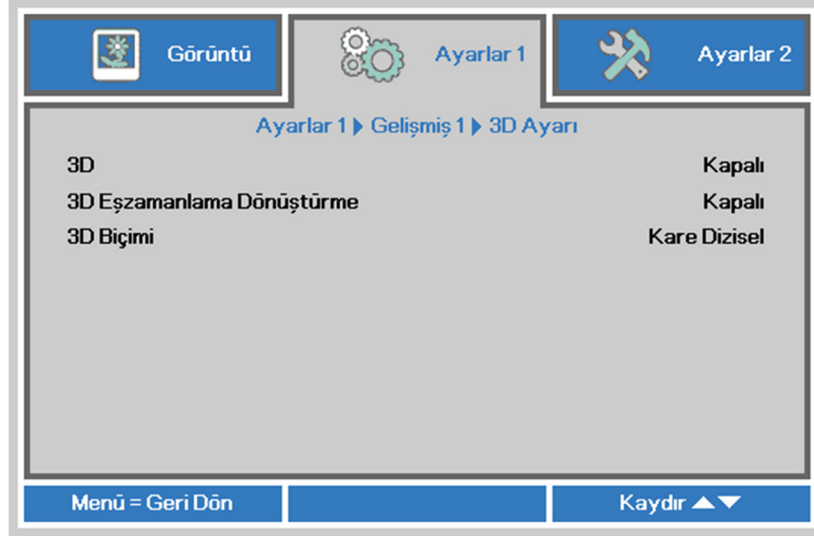 Görüntü
Ayarlar 1
Ayarlar 2
Ayarlar 1 ▶ Gelişmiş 1 ▶ 3D Ayarı
3D Kapalı
3D Eşzamanlama Dönüştürme Kapalı
3D Biçimi Kare Dizisel
Menü = Geri Dön
Kaydır ▲▼